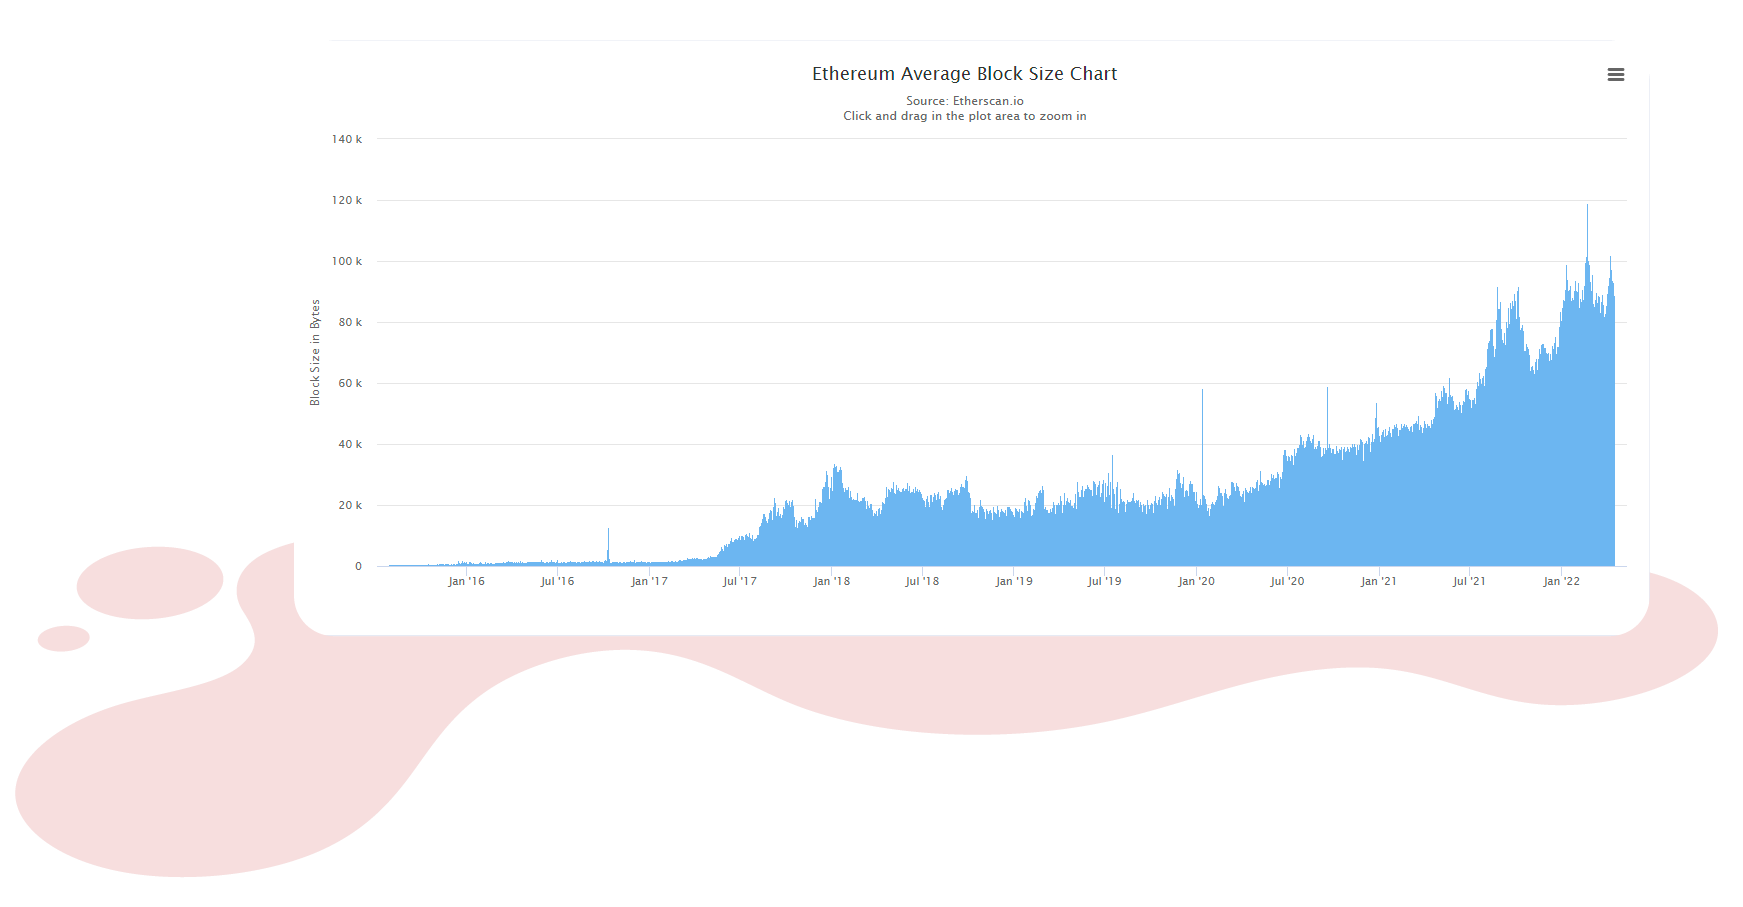 Ethereum Average Block Size Chart
Source: Etherscan.io
Click and drag in the plot area to zoom in
Block Size in Bytes
140 k
120 k
100 k
80 k
60 k
40 k
20 k
0
Jan '16 Jul '16 Jan '17 Jul '17 Jan '18 Jul '18 Jan '19 Jul '19 Jan '20 Jul '20 Jan '21 Jul '21 Jan '22